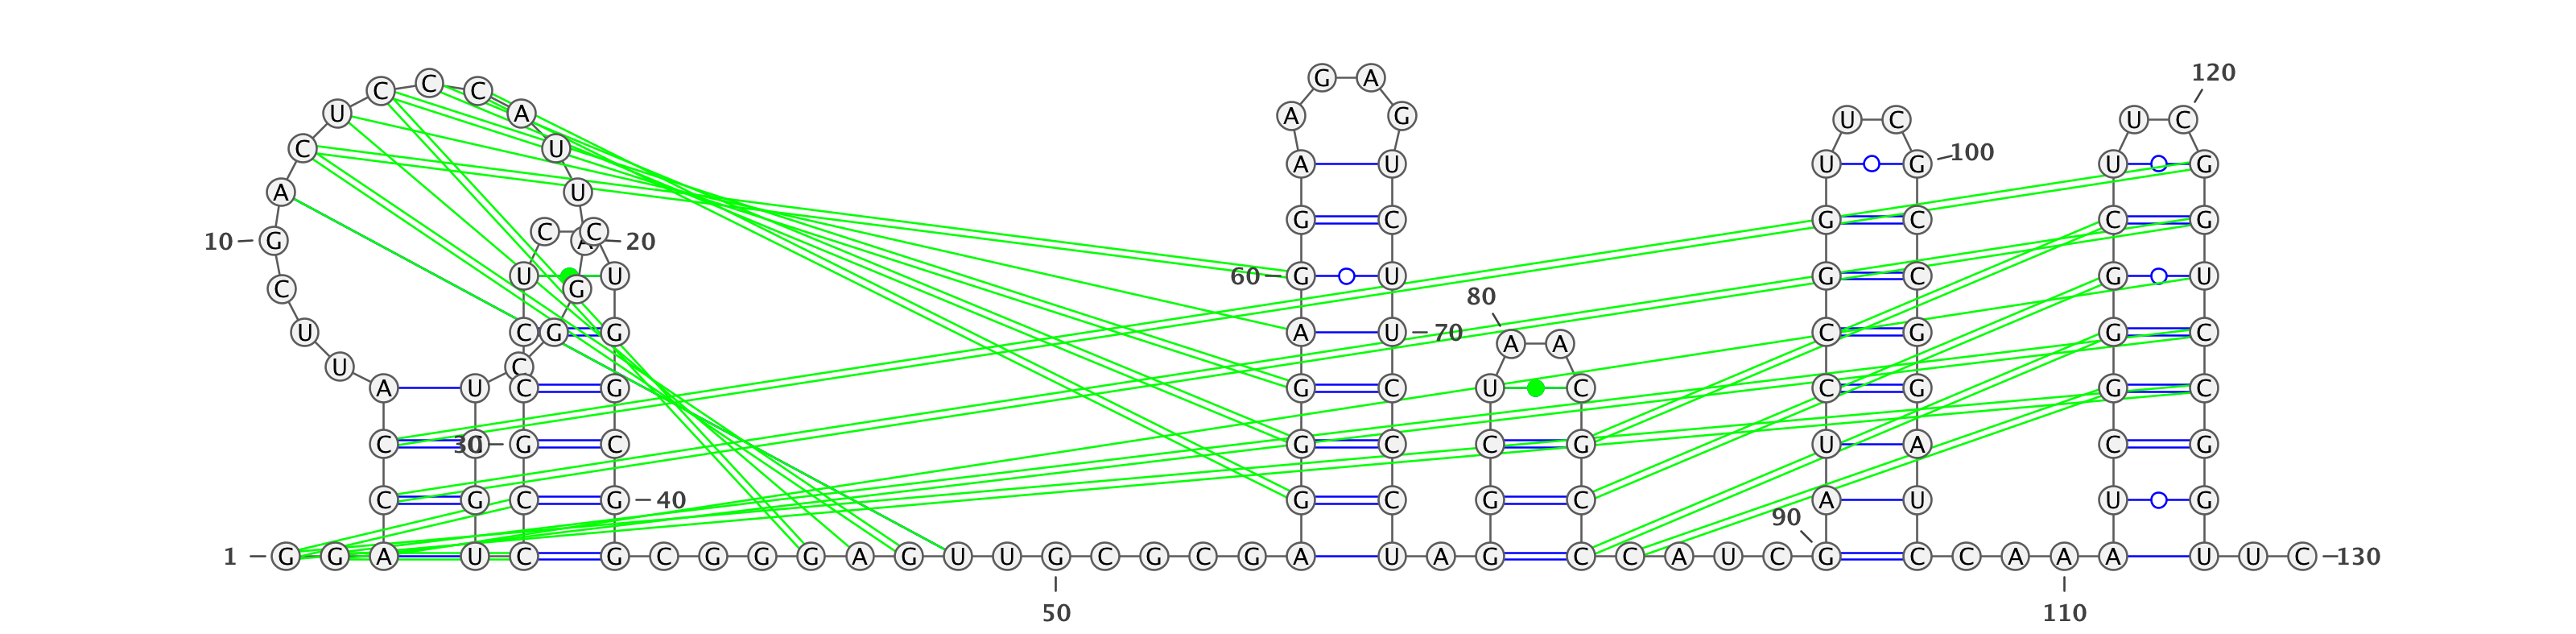 1
G G A C C A U U C
10
G A C U C C C A U U
20
A G G C U G U C C
30
G C C U C C U G G C
40
G G C G G G A G U U
50
G C G C G A G G G A
60
G G A A G A G U C U U
70
U C C C U A G G C U
80
A A C G C C C A U C
90
G A U C C G G U U C
100
G C C G G A U C C A
110
A A U C G G G C U U
120
C G G U C C G G U U
130
C